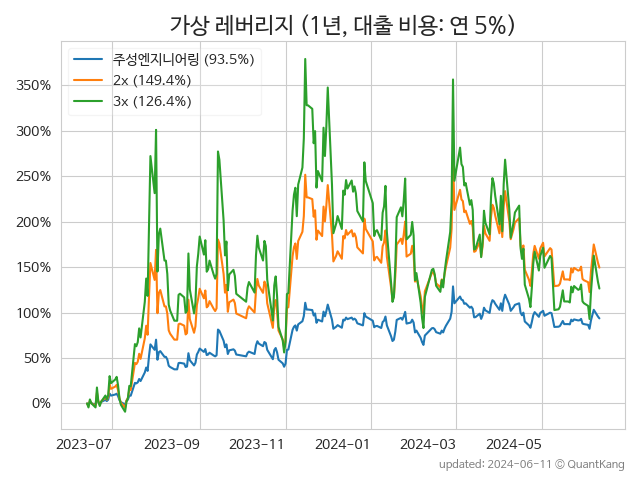 가상 레버리지 (1년, 대출 비용: 연 5%)
주성엔지니어링 (93.5%)
2x (149.4%)
3x (126.4%)
350%
300%
250%
200%
150%
100%
50%
0%
2023-07 2023-09 2023-11 2024-01 2024-03 2024-05
updated: 2024-06-11 © QuantKang